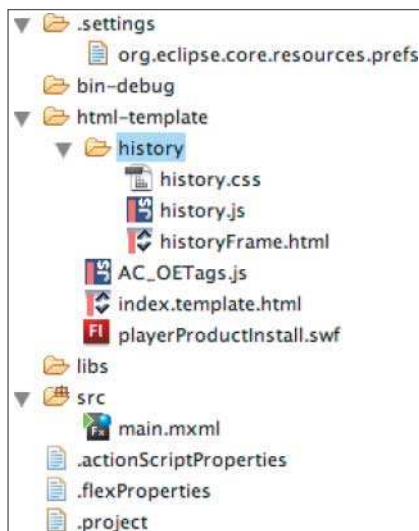 .settings
org.eclipse.core.resources.prefs
bin-debug
html-template
history
history.css
history.js
historyFrame.html
AC_OETags.js
index.template.html
playerProductInstall.swf
libs
src
main.mxml
.actionScriptProperties
.flexProperties
.project